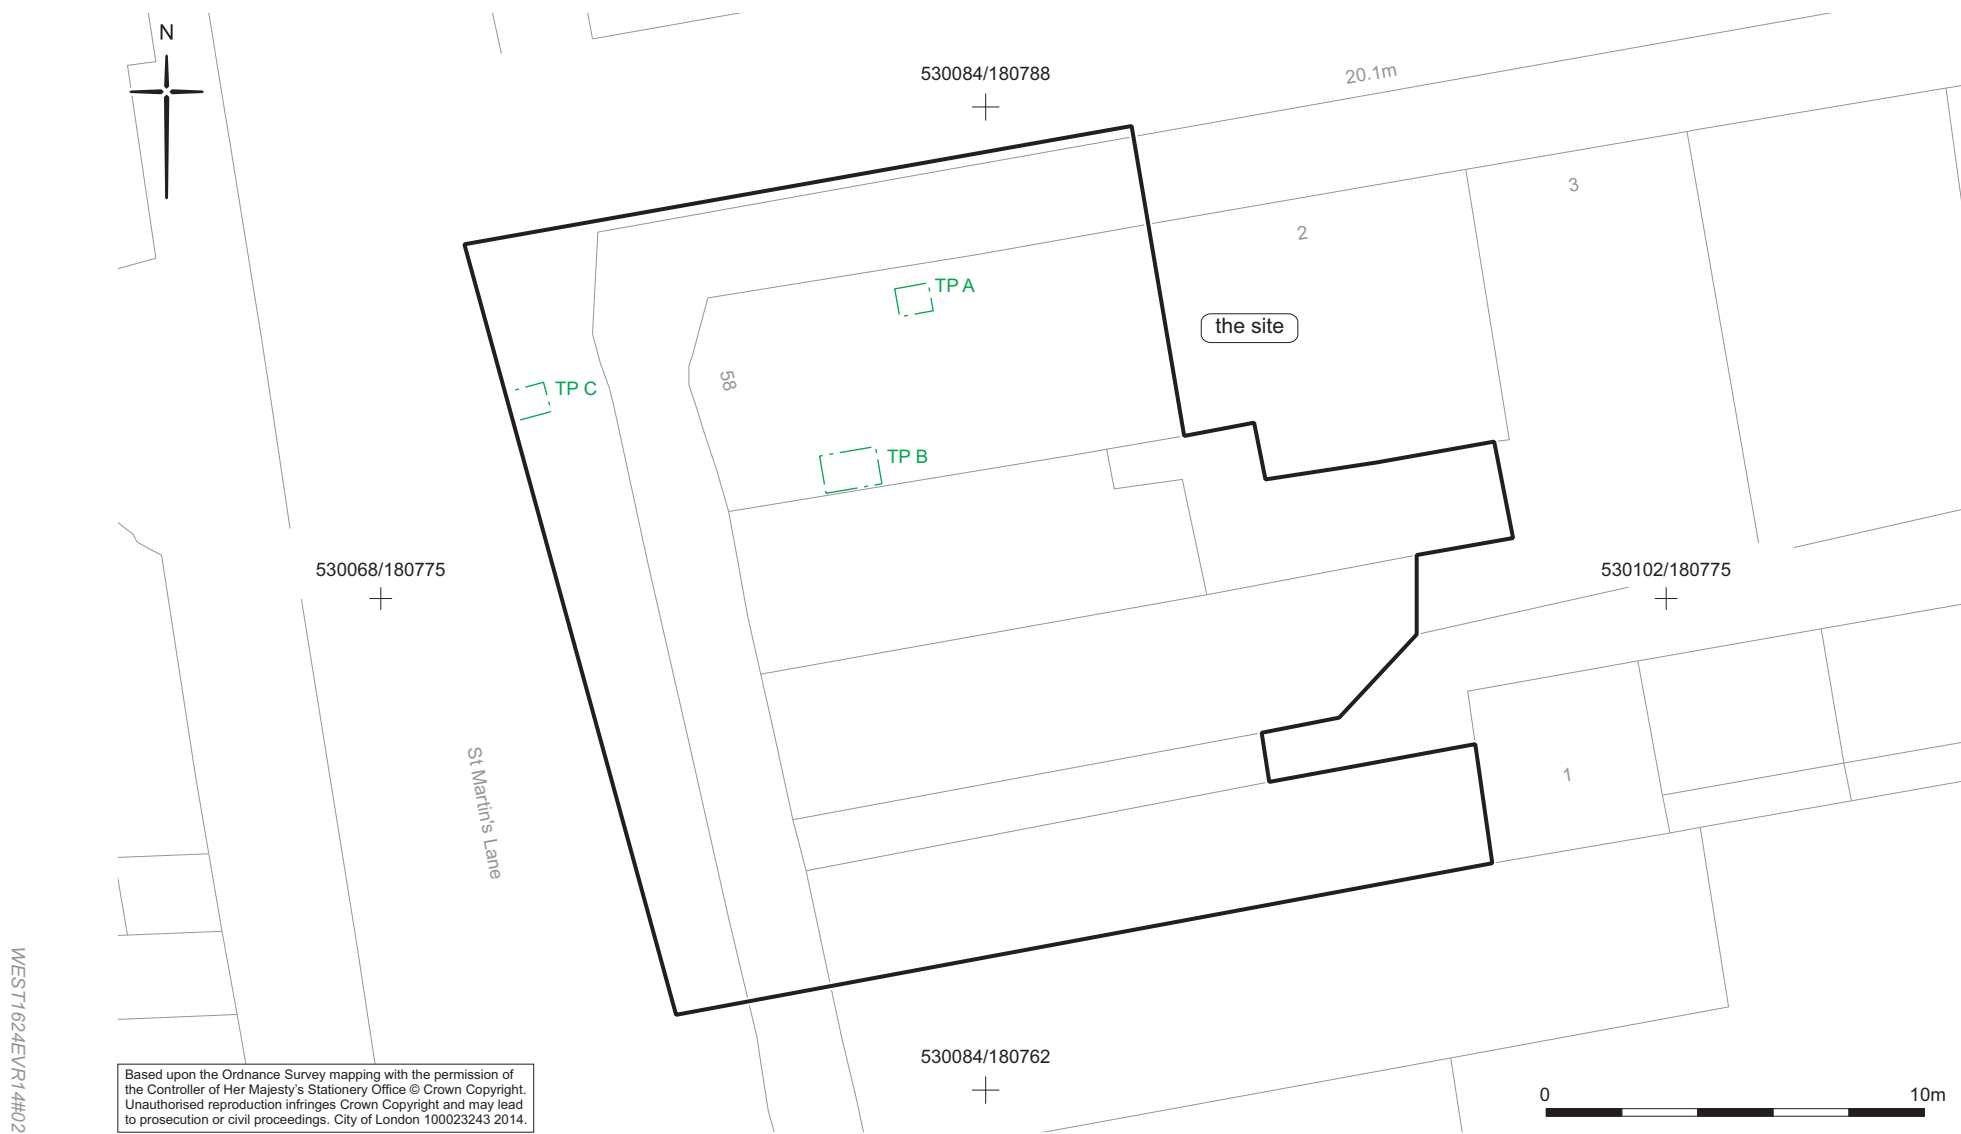 N
530084/180788
20.1m
3
2
TP A
the site
58
TP C
TP B
530068/180775
530102/180775
St Martin's Lane
1
WEST1624EVR14#02
530084/180762
Based upon the Ordnance Survey mapping with the permission of
the Controller of Her Majesty’s Stationery Office © Crown Copyright.
Unauthorised reproduction infringes Crown Copyright and may lead
to prosecution or civil proceedings. City of London 100023243 2014.
0 10m